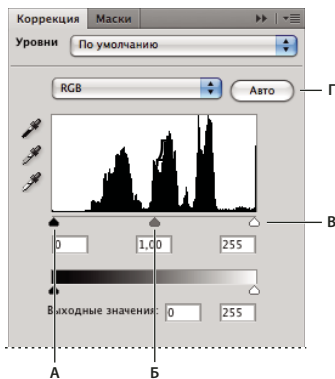 Коррекция Маски
Уровни По умолчанию
RGB Авто
Г
В
0 1,00 255
Выходные значения: 0 255
А Б